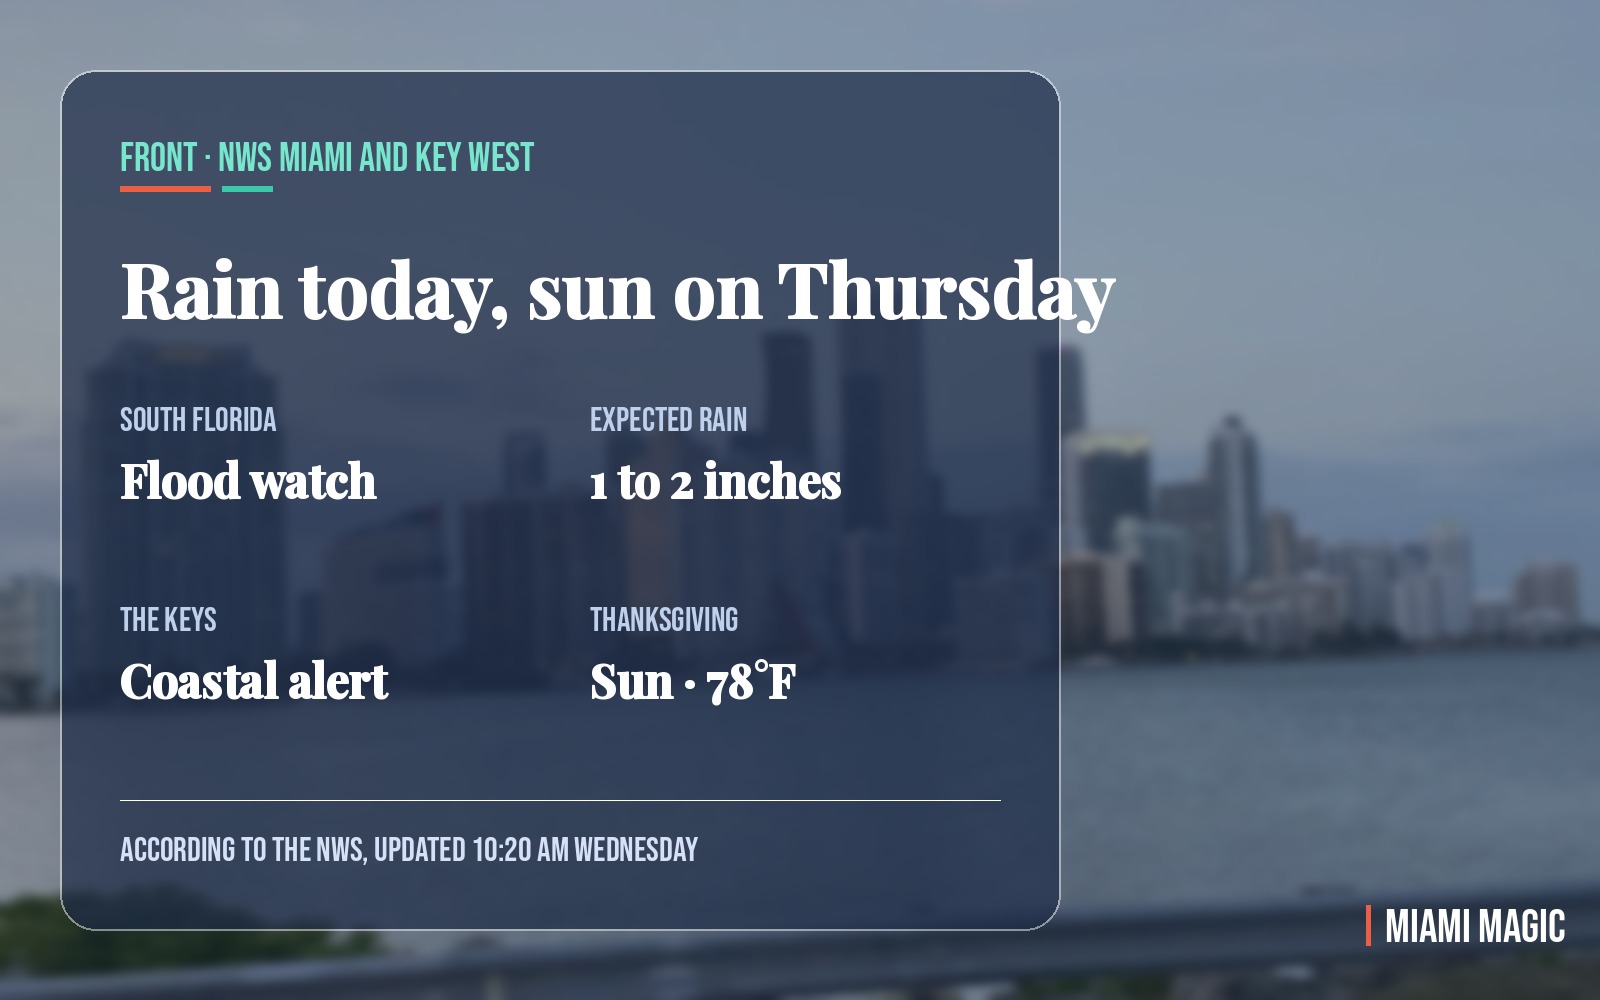 FRONT · NWS MIAMI AND KEY WEST
Rain today, sun on Thursday
SOUTH FLORIDA
Flood watch
EXPECTED RAIN
1 to 2 inches
THE KEYS
Coastal alert
THANKSGIVING
Sun · 78°F
ACCORDING TO THE NWS, UPDATED 10:20 AM WEDNESDAY
MIAMI MAGIC